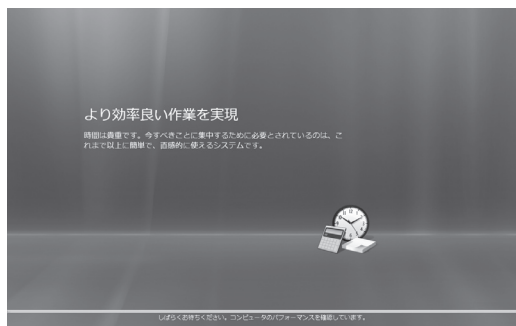 より効率良い作業を実現
時間は貴重です。今すべきことに集中するために必要とされているのは、こ
れまで以上に簡単で、直感的に使えるシステムです。
しばらくお待ちください。コンピュータのパフォーマンスを確認しています。